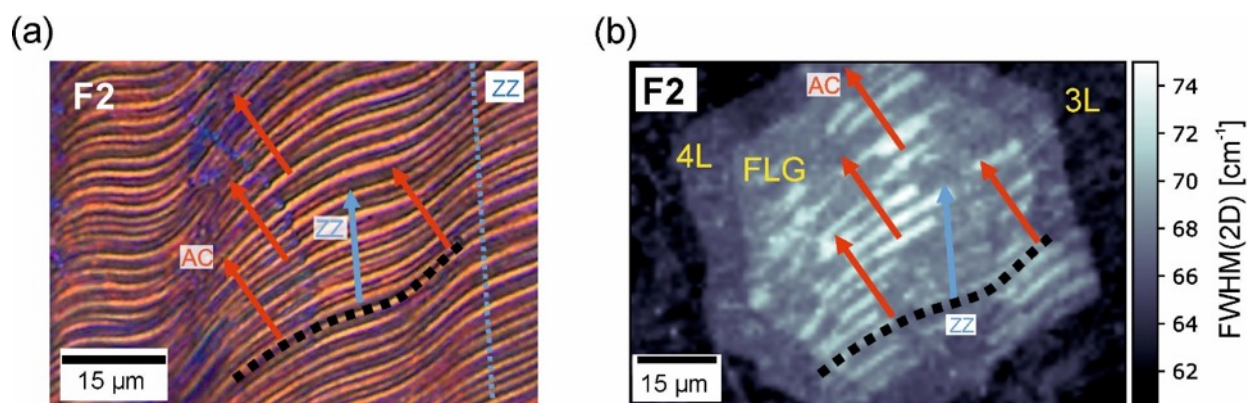 (a)
F2
ZZ
ZZ
AC
15 µm
(b)
F2
AC
3L
4L
FLG
ZZ
15 µm
74
72
70
68
66
64
62
FWHM(2D) [cm⁻¹]